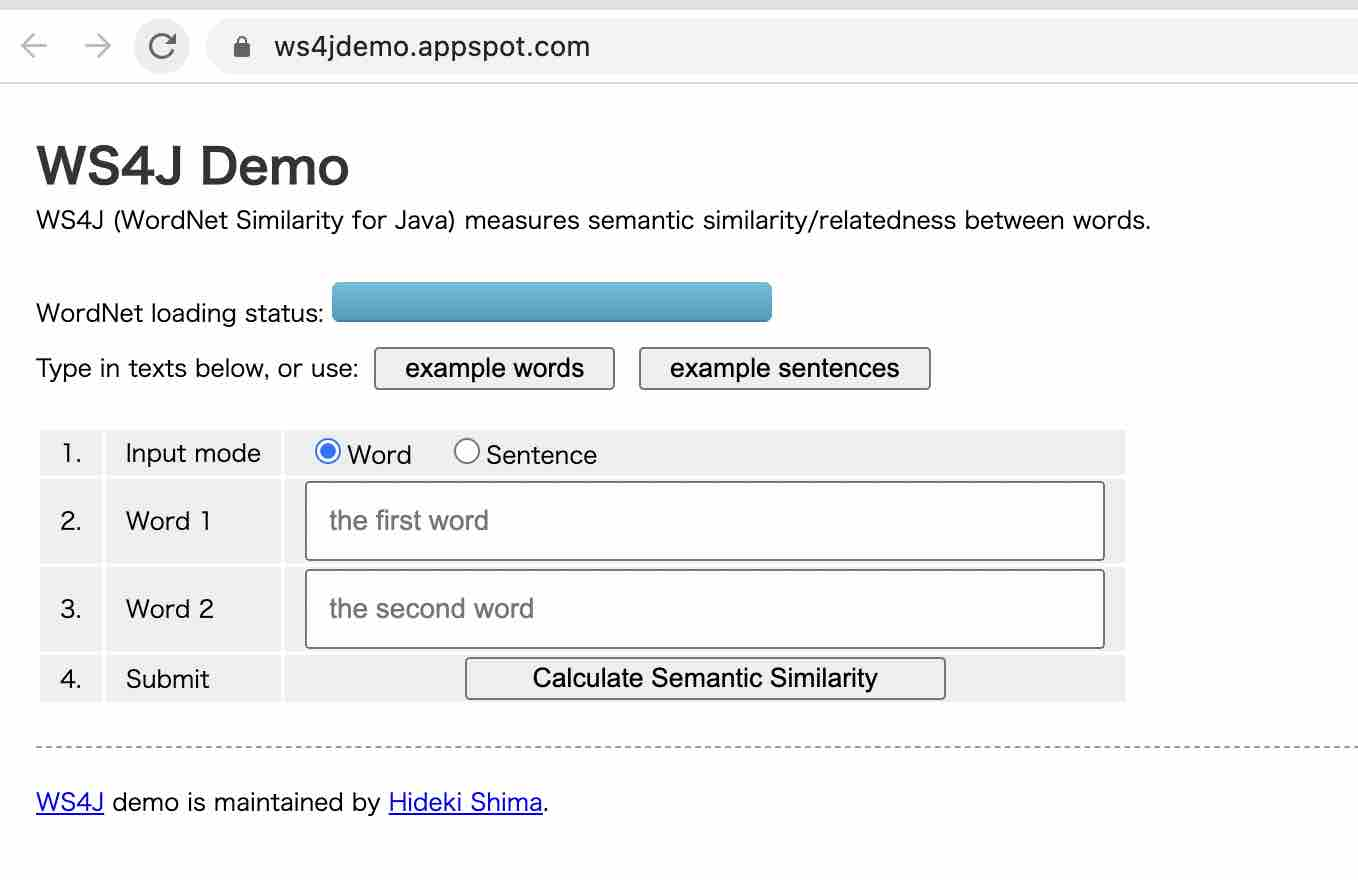 ws4jdemo.appspot.com
WS4J Demo
WS4J (WordNet Similarity for Java) measures semantic similarity/relatedness between words.
WordNet loading status:
Type in texts below, or use: example words example sentences
1. Input mode Word Sentence
2. Word 1 the first word
3. Word 2 the second word
4. Submit Calculate Semantic Similarity
WS4J demo is maintained by Hideki Shima.